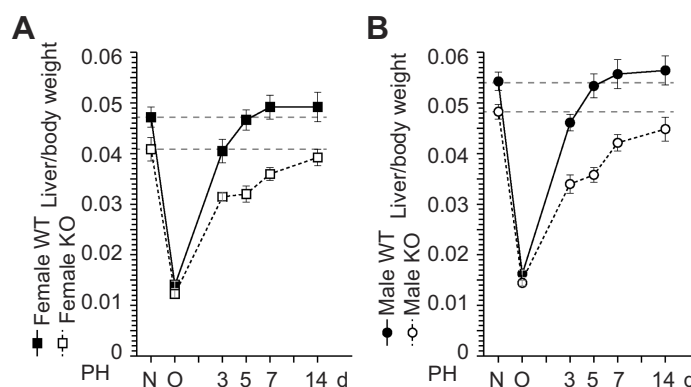 A
Liver/body weight
Female WT
Female KO
0.06
0.05
0.04
0.03
0.02
0.01
0
PH
N O 3 5 7 14 d
B
Liver/body weight
Male WT
Male KO
0.06
0.05
0.04
0.03
0.02
0.01
0
PH
N O 3 5 7 14 d